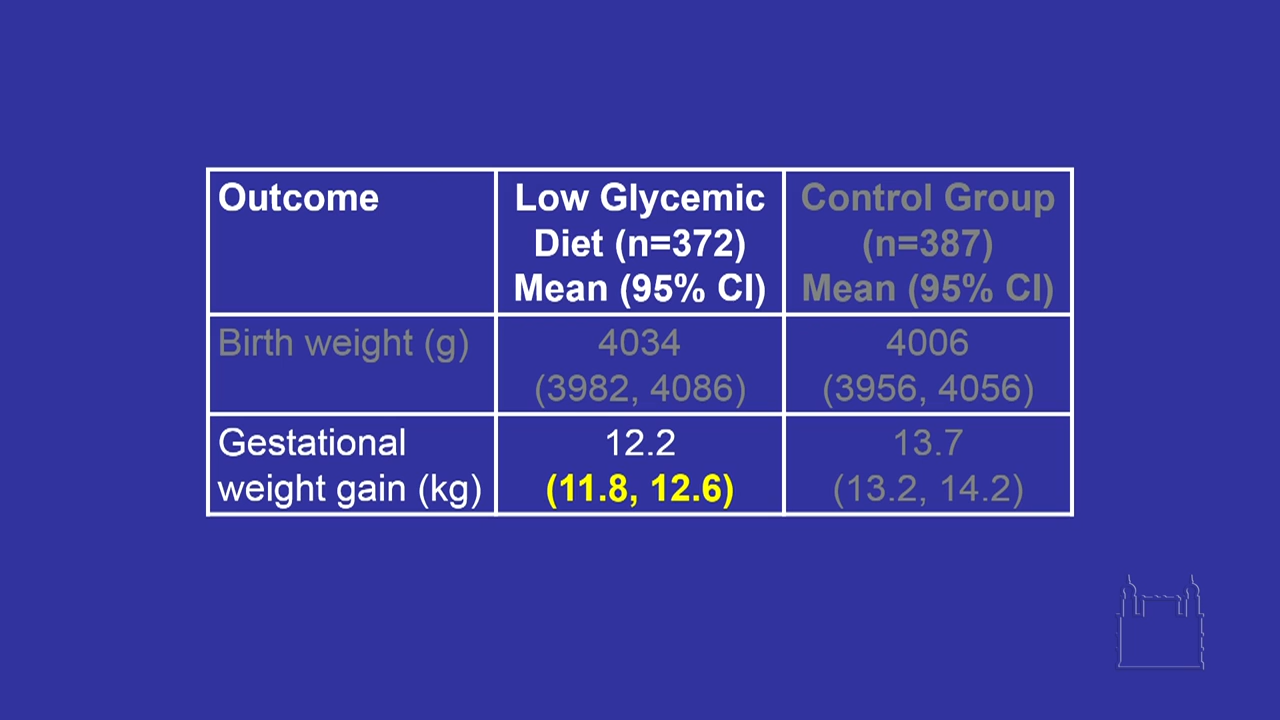 Outcome
Low Glycemic
Diet (n=372)
Mean (95% CI)
Control Group
(n=387)
Mean (95% CI)
Birth weight (g)
4034
(3982, 4086)
4006
(3956, 4056)
Gestational
weight gain (kg)
12.2
(11.8, 12.6)
13.7
(13.2, 14.2)